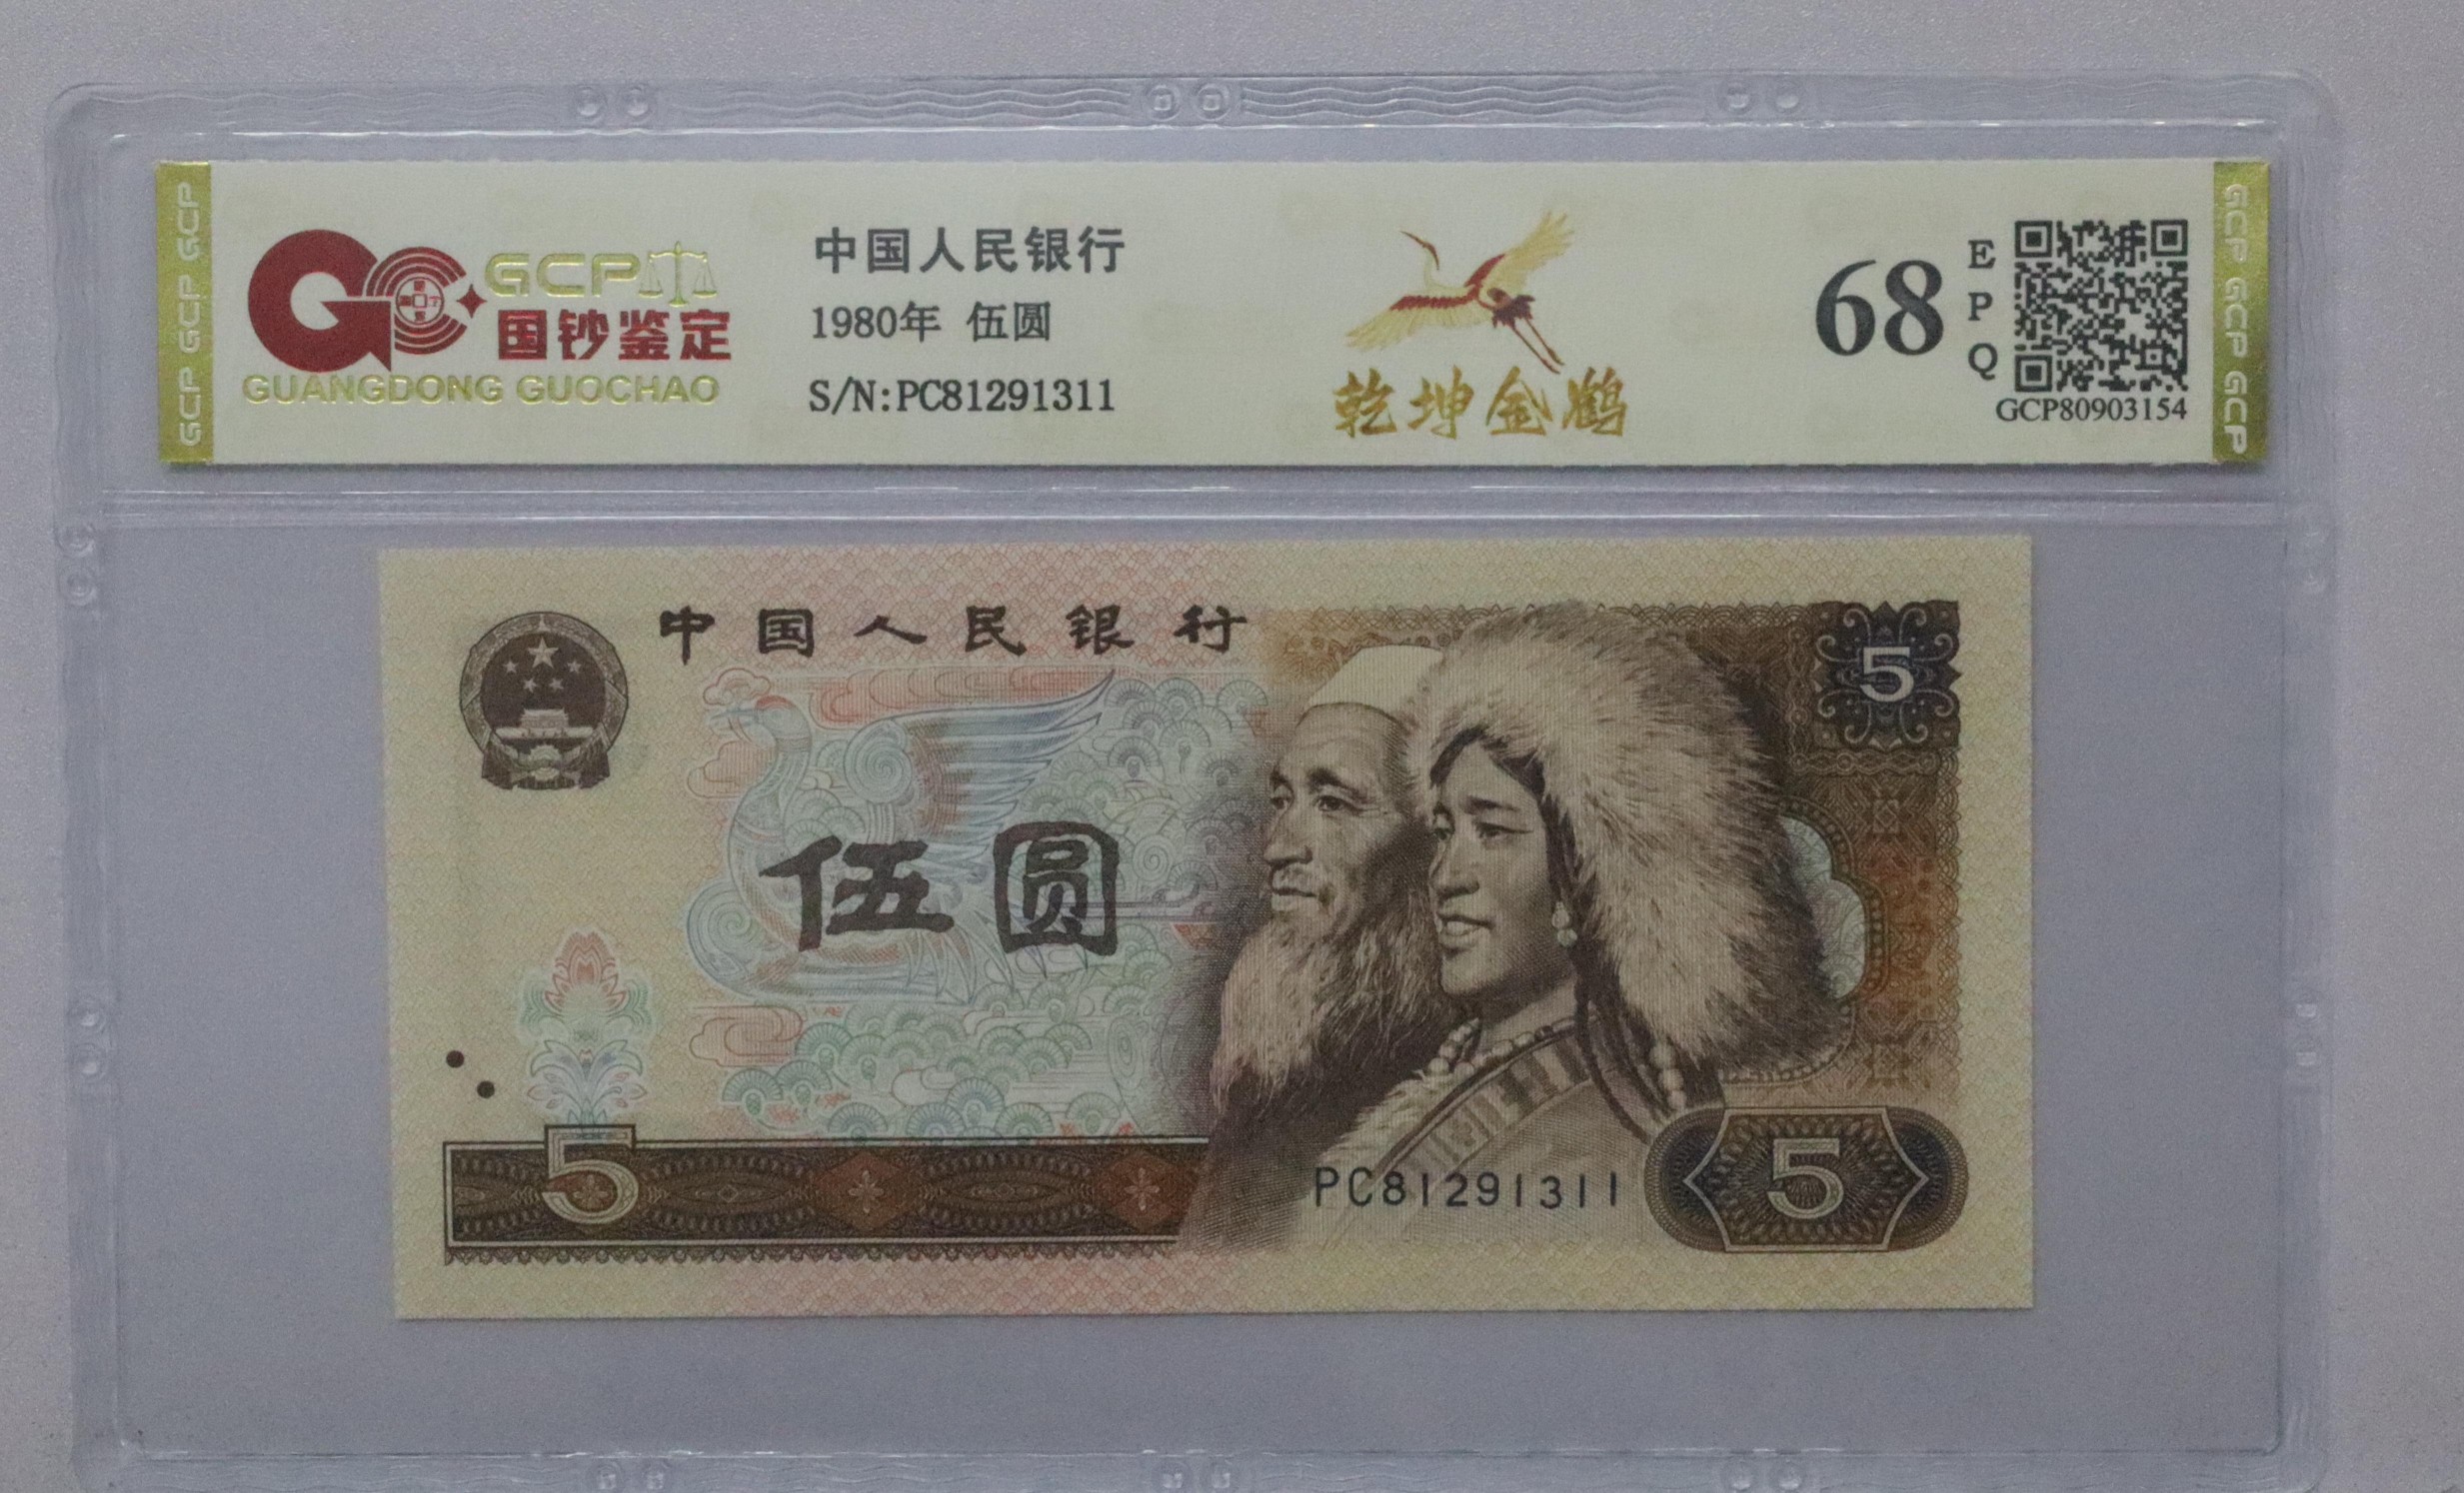 GCP GCP GCP
GCP
国钞鉴定
GUANGDONG GUOCHAO
中国人民银行
1980年 伍圆
S/N:PC81291311
乾坤金鹤
68
EPQ
GCP80903154
GCP GCP GCP
中国人民银行
5
伍圆
5
PC81291311
5